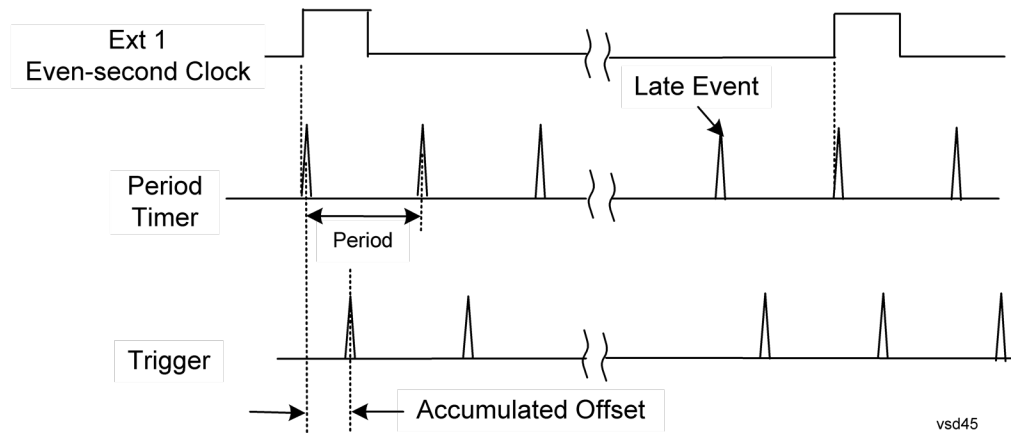 Ext 1
Even-second Clock
Late Event
Period
Timer
Period
Trigger
Accumulated Offset
vsd45